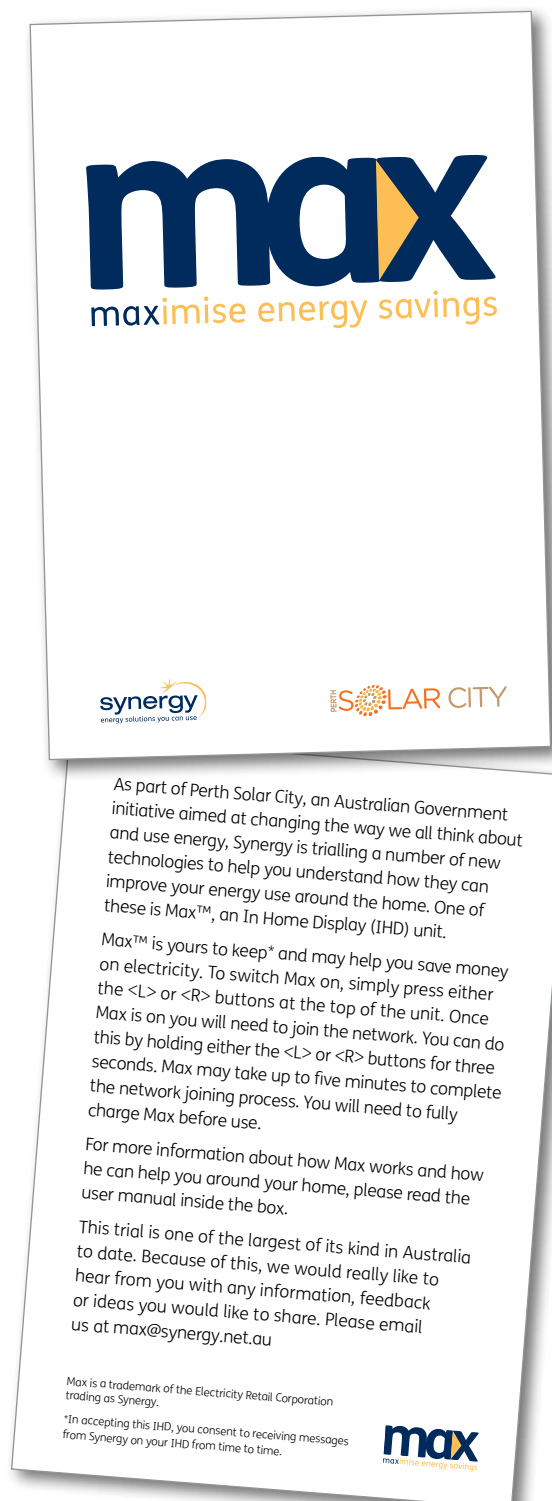 max
maximise energy savings
synergy
energy solutions you can use
PERTH SOLAR CITY
As part of Perth Solar City, an Australian Government
initiative aimed at changing the way we all think about
and use energy, Synergy is trialling a number of new
technologies to help you understand how they can
improve your energy use around the home. One of
these is Max™, an In Home Display (IHD) unit.
Max™ is yours to keep* and may help you save money
on electricity. To switch Max on, simply press either
the <L> or <R> buttons at the top of the unit. Once
Max is on you will need to join the network. You can do
this by holding either the <L> or <R> buttons for three
seconds. Max may take up to five minutes to complete
the network joining process. You will need to fully
charge Max before use.
For more information about how Max works and how
he can help you around your home, please read the
user manual inside the box.
This trial is one of the largest of its kind in Australia
to date. Because of this, we would really like to
hear from you with any information, feedback
or ideas you would like to share. Please email
us at max@synergy.net.au
Max is a trademark of the Electricity Retail Corporation
trading as Synergy.
*In accepting this IHD, you consent to receiving messages
from Synergy on your IHD from time to time.
max
maximise energy savings